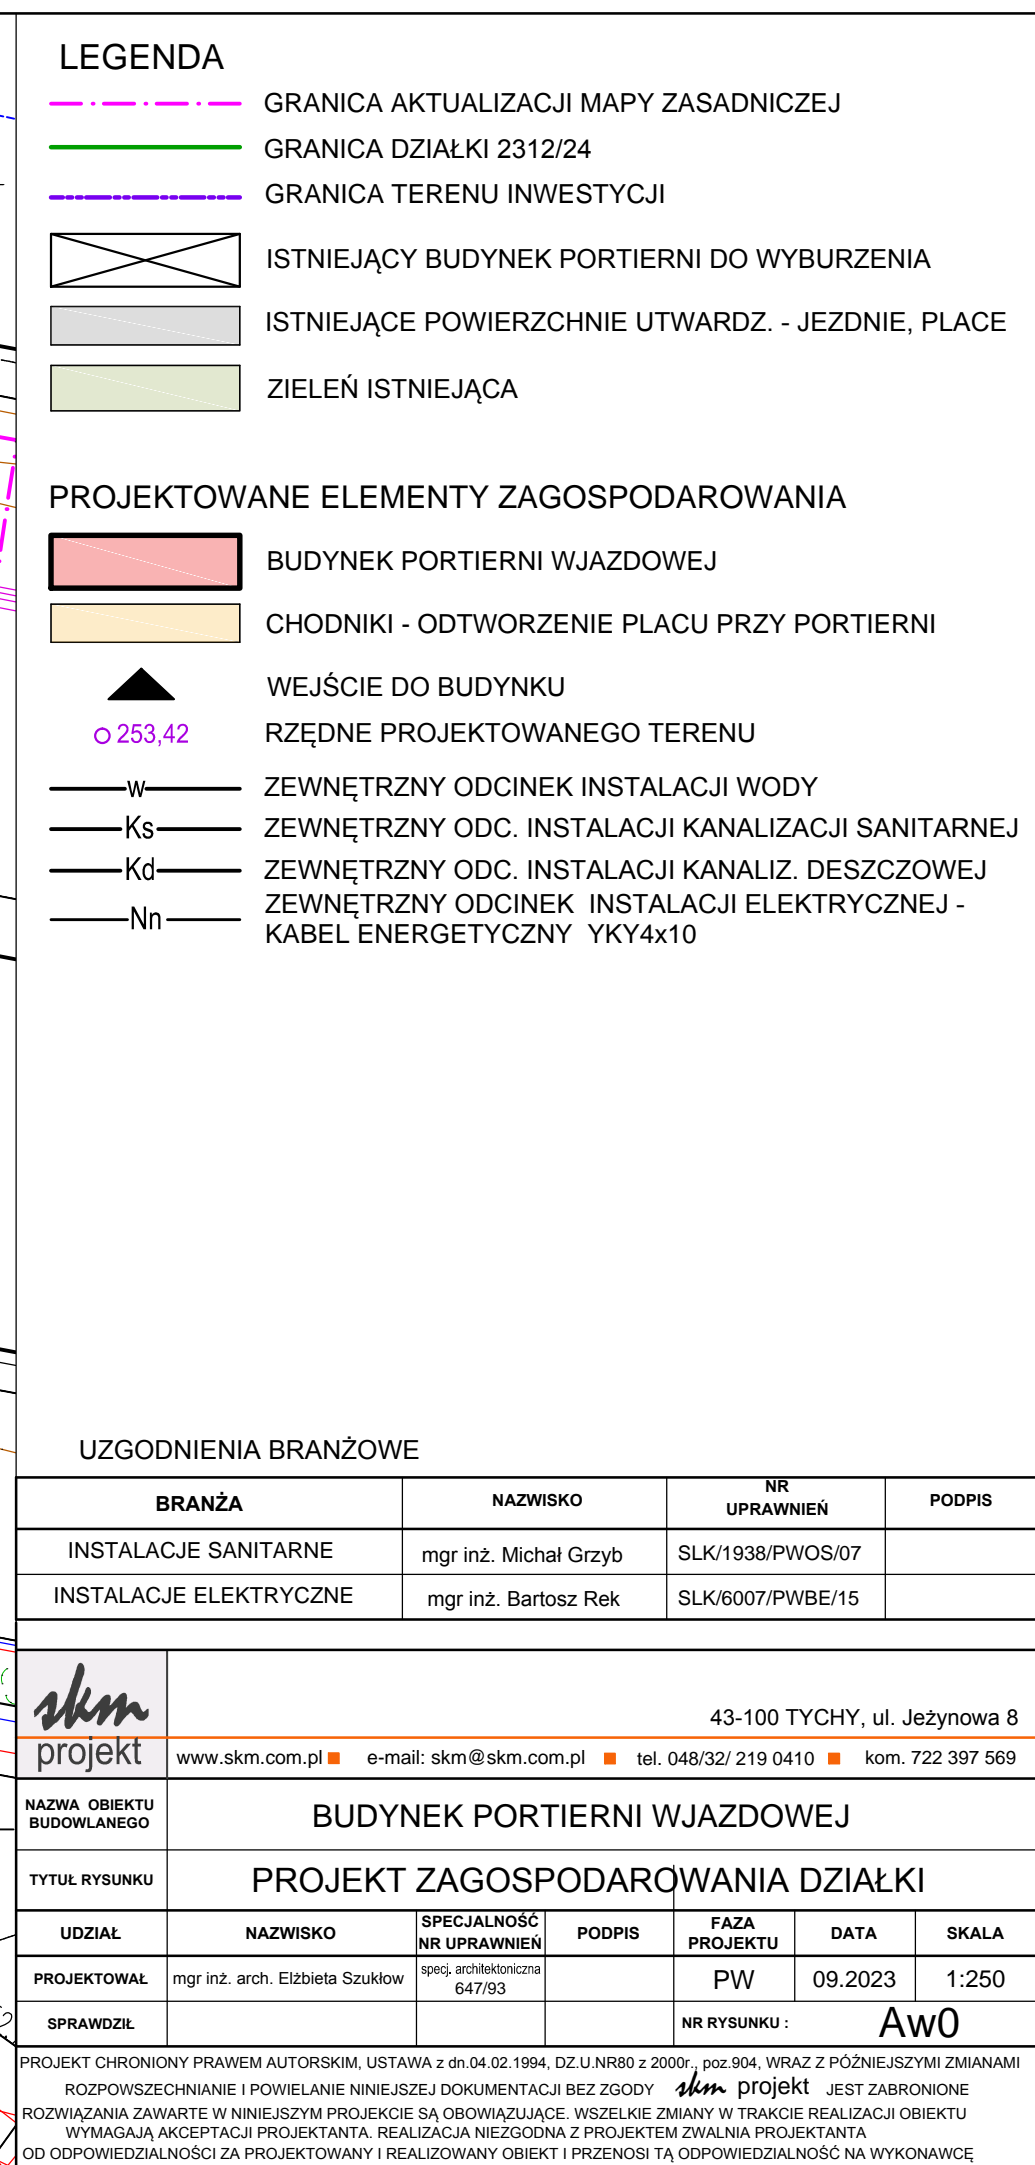 LEGENDA
GRANICA AKTUALIZACJI MAPY ZASADNICZEJ
GRANICA DZIAŁKI 2312/24
GRANICA TERENU INWESTYCJI
ISTNIEJĄCY BUDYNEK PORTIERNI DO WYBURZENIA
ISTNIEJĄCE POWIERZCHNIE UTWARDZ. - JEZDNIE, PLACE
ZIELEŃ ISTNIEJĄCA
PROJEKTOWANE ELEMENTY ZAGOSPODAROWANIA
BUDYNEK PORTIERNI WJAZDOWEJ
CHODNIKI - ODTWORZENIE PLACU PRZY PORTIERNI
WEJŚCIE DO BUDYNKU
253,42 RZĘDNE PROJEKTOWANEGO TERENU
w ZEWNĘTRZNY ODCINEK INSTALACJI WODY
Ks ZEWNĘTRZNY ODC. INSTALACJI KANALIZACJI SANITARNEJ
Kd ZEWNĘTRZNY ODC. INSTALACJI KANALIZ. DESZCZOWEJ
Nn ZEWNĘTRZNY ODCINEK INSTALACJI ELEKTRYCZNEJ -
KABEL ENERGETYCZNY YKY4x10
UZGODNIENIA BRANŻOWE
BRANŻA NAZWISKO NR UPRAWNIEŃ PODPIS
INSTALACJE SANITARNE mgr inż. Michał Grzyb SLK/1938/PWOS/07
INSTALACJE ELEKTRYCZNE mgr inż. Bartosz Rek SLK/6007/PWBE/15
skm
projekt
43-100 TYCHY, ul. Jeżynowa 8
www.skm.com.pl e-mail: skm@skm.com.pl tel. 048/32/ 219 0410 kom. 722 397 569
NAZWA OBIEKTU
BUDOWLANEGO
BUDYNEK PORTIERNI WJAZDOWEJ
TYTUŁ RYSUNKU PROJEKT ZAGOSPODAROWANIA DZIAŁKI
UDZIAŁ NAZWISKO SPECJALNOŚĆ NR UPRAWNIEŃ PODPIS FAZA PROJEKTU DATA SKALA
PROJEKTOWAŁ mgr inż. arch. Elżbieta Szukłow specj. architektoniczna 647/93 PW 09.2023 1:250
SPRAWDZIŁ NR RYSUNKU : Aw0
PROJEKT CHRONIONY PRAWEM AUTORSKIM, USTAWA z dn.04.02.1994, DZ.U.NR80 z 2000r., poz.904, WRAZ Z PÓŹNIEJSZYMI ZMIANAMI
ROZPOWSZECHNIANIE I POWIELANIE NINIEJSZEJ DOKUMENTACJI BEZ ZGODY skm projekt JEST ZABRONIONE
ROZWIĄZANIA ZAWARTE W NINIEJSZYM PROJEKCIE SĄ OBOWIĄZUJĄCE. WSZELKIE ZMIANY W TRAKCIE REALIZACJI OBIEKTU
WYMAGAJĄ AKCEPTACJI PROJEKTANTA. REALIZACJA NIEZGODNA Z PROJEKTEM ZWALNIA PROJEKTANTA
OD ODPOWIEDZIALNOŚCI ZA PROJEKTOWANY I REALIZOWANY OBIEKT I PRZENOSI TĄ ODPOWIEDZIALNOŚĆ NA WYKONAWCĘ